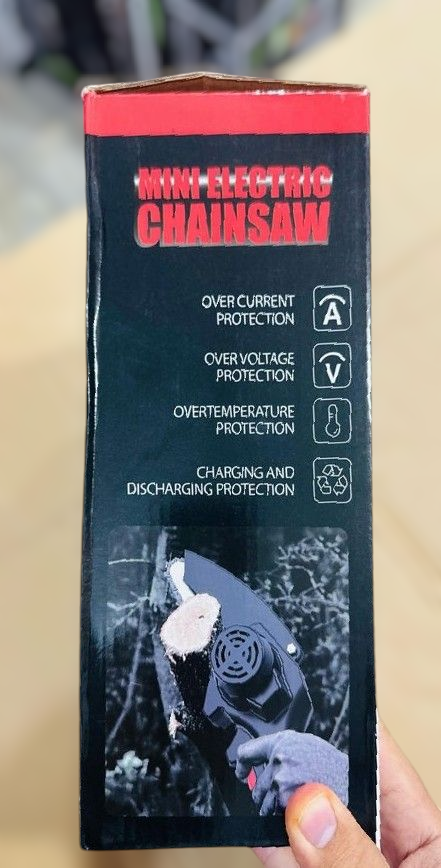 MINI ELECTRIC
CHAINSAW
OVER CURRENT
PROTECTION
A
OVER VOLTAGE
PROTECTION
V
OVERTEMPERATURE
PROTECTION
CHARGING AND
DISCHARGING PROTECTION